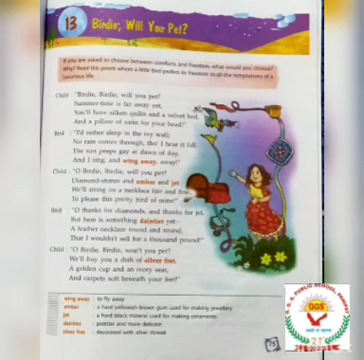 13 Birdie, Will You Pet?
If you are asked to choose between comforts and freedom, what would you choose?
Why? Read this poem where a little bird prefers its freedom to all the temptations of a
luxurious life.
Child : "Birdie, Birdie, will you pet?
Summer-time is far away yet,
You'll have silken quilts and a velvet bed,
And a pillow of satin for your head!"
Bird : "I'd rather sleep in the ivy wall;
No rain comes through, tho' I hear it fall
The sun peeps gay at dawn of day,
And I sing, and wing away, away!"
Child : "O Birdie, Birdie, will you pet?
Diamond-stones and amber and jet
We'll string on a necklace fair and fine,
To please this pretty bird of mine!"
Bird : "O thanks for diamonds, and thanks for jet,
But here is something daintier yet—
A feather necklace round and round,
That I wouldn't sell for a thousand pound!"
Child : "O Birdie, Birdie, won't you pet?
We'll buy you a dish of silver fret,
A golden cup and an ivory seat,
And carpets soft beneath your feet!"
wing away : to fly away
amber : a hard yellowish-brown gum used for making jewellery
jet : a hard black mineral used for making ornaments
daintier : prettier and more delicate
silver fret : decorated with silver thread
GGS